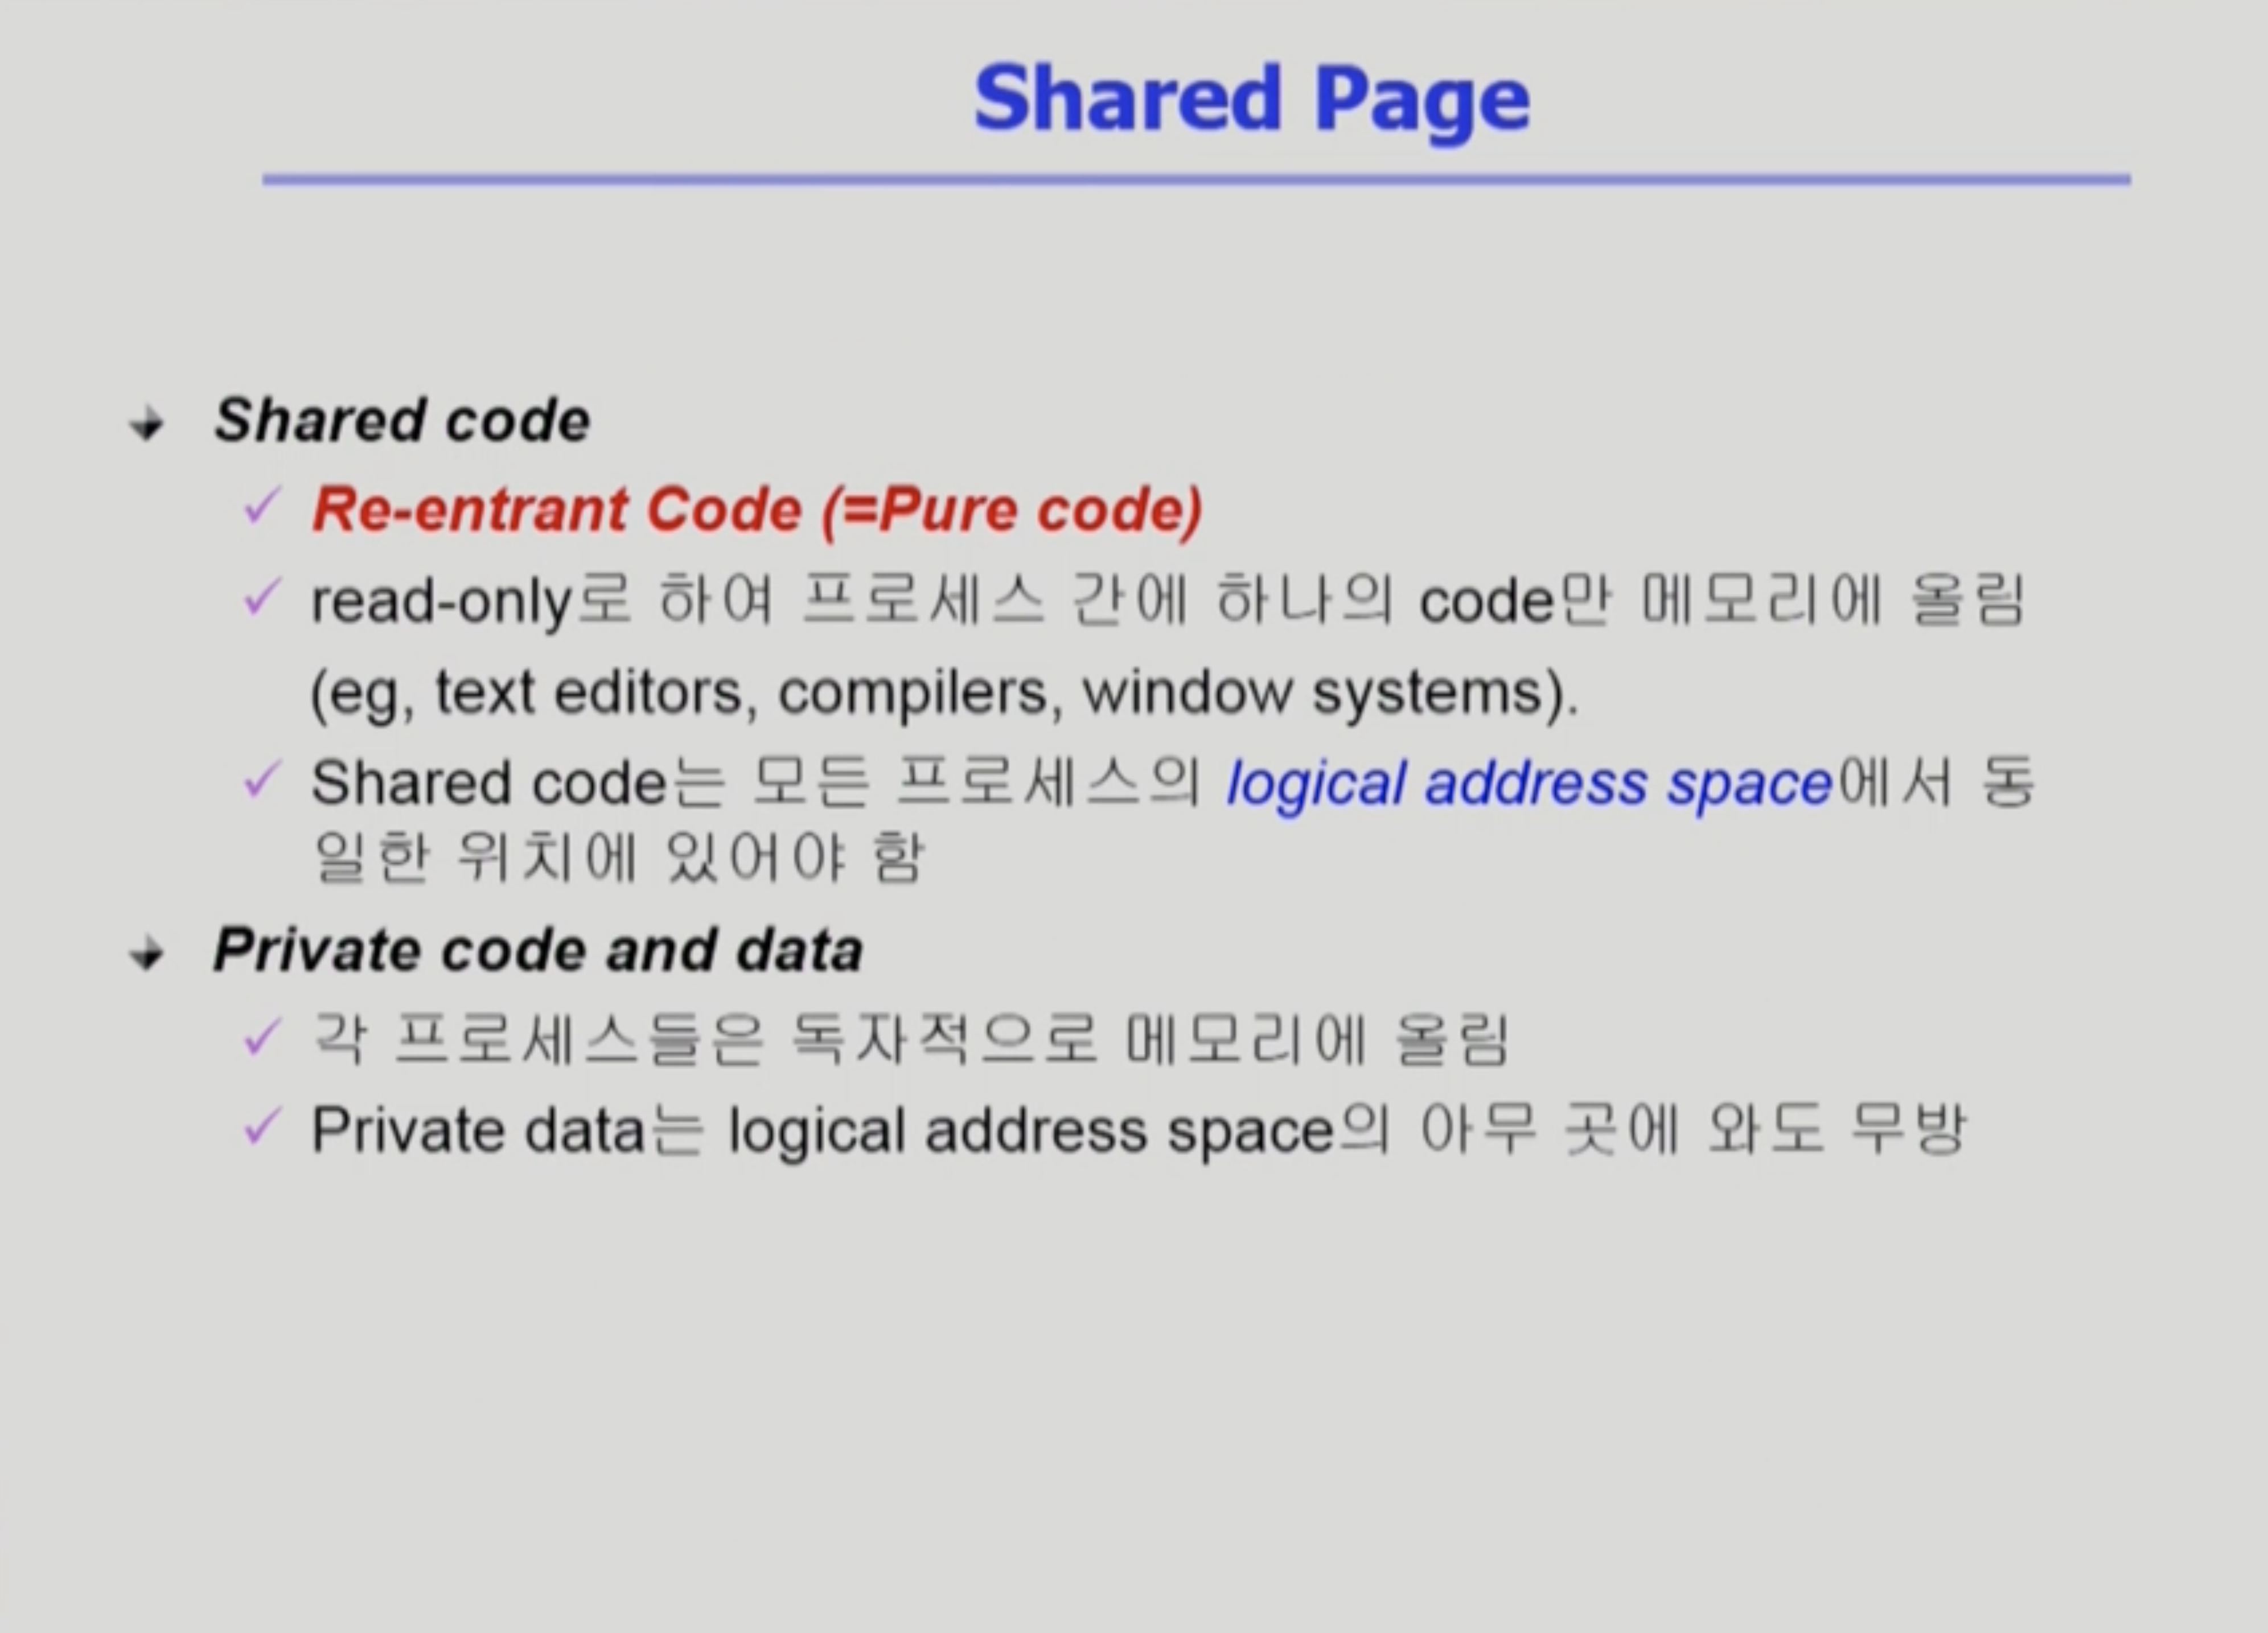 Shared Page
Shared code
Re-entrant Code (=Pure code)
read-only로 하여 프로세스 간에 하나의 code만 메모리에 올림
(eg, text editors, compilers, window systems).
Shared code는 모든 프로세스의 logical address space에서 동
일한 위치에 있어야 함
Private code and data
각 프로세스들은 독자적으로 메모리에 올림
Private data는 logical address space의 아무 곳에 와도 무방